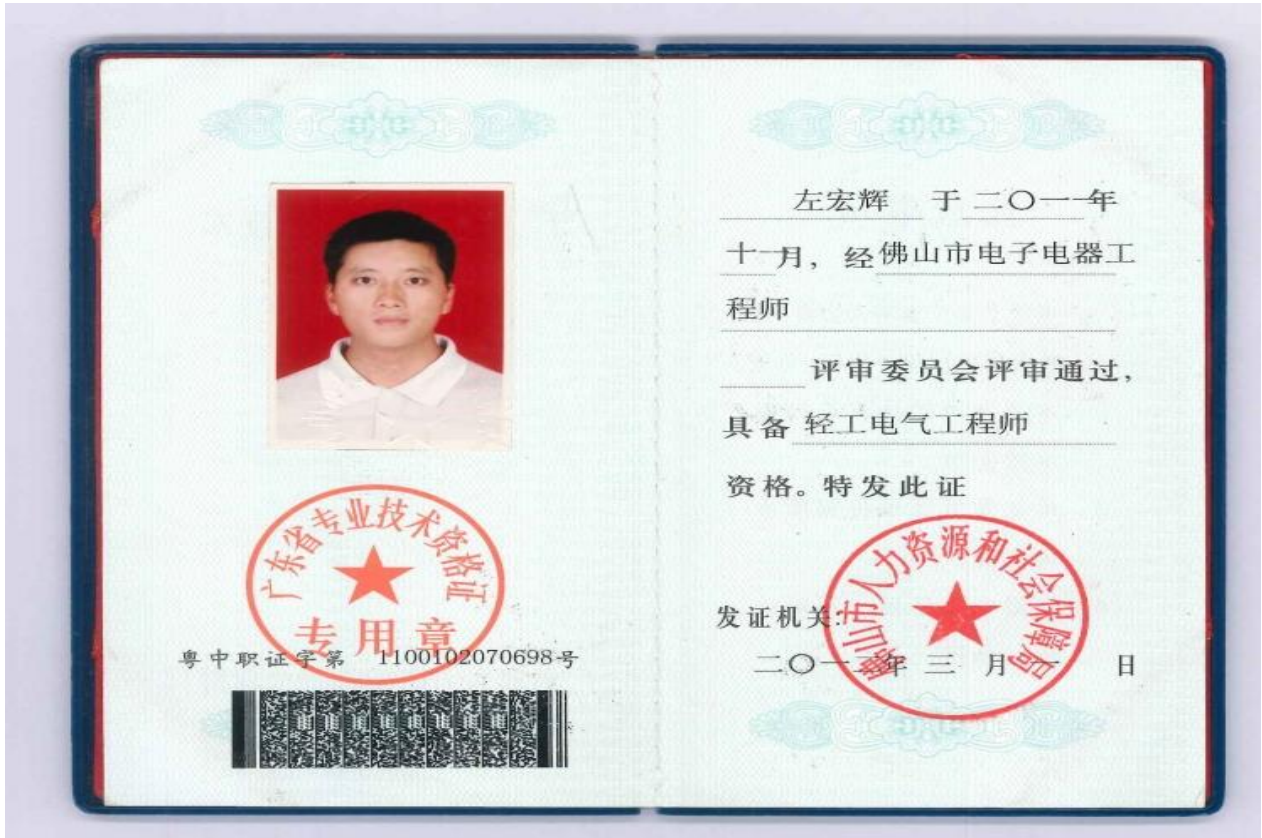 广东省专业技术资格证
专用章
粤中职证字第 1100102070698号
左宏辉 于 二〇一一年
十一月，经佛山市电子电器工
程师
评审委员会评审通过，
具备 轻工电气工程师
资格。特发此证
佛山市人力资源和社会保障局
发证机关：
二〇一二年 三 月 一 日